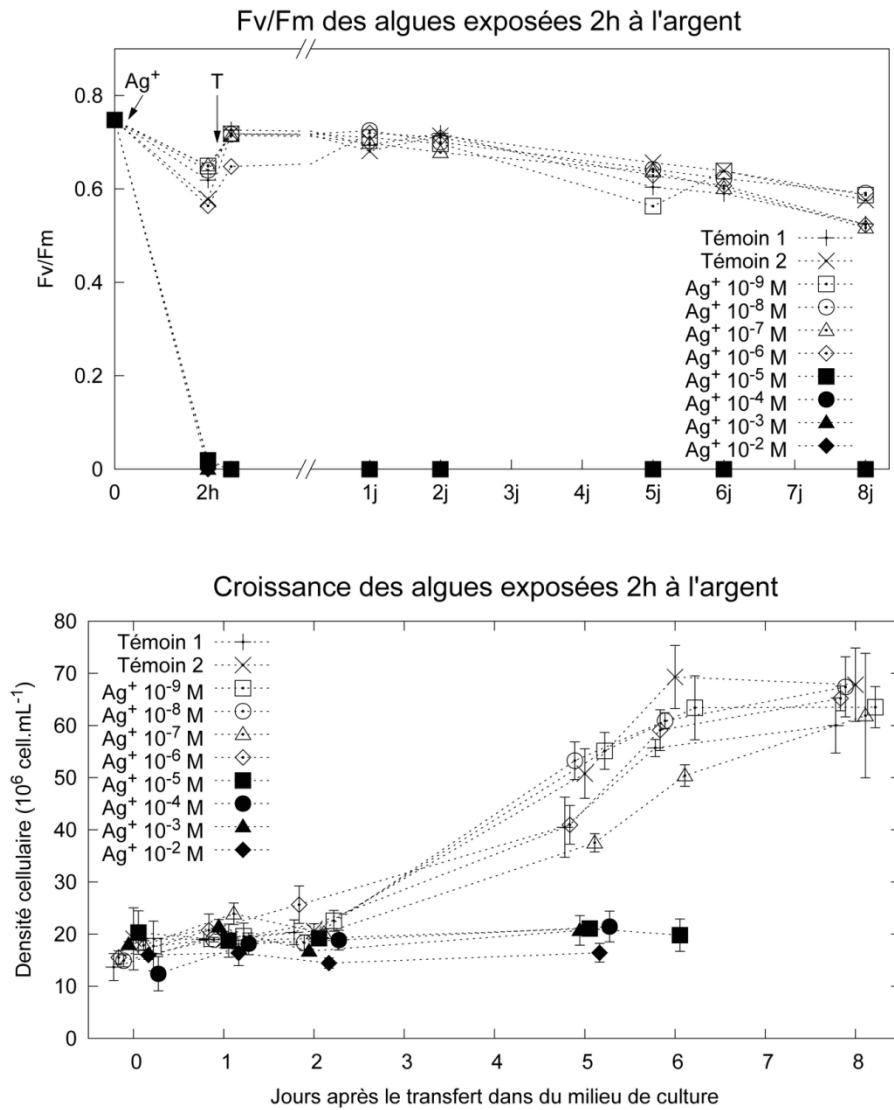 Fv/Fm des algues exposées 2h à l'argent
Ag⁺ T
0.8
0.6
0.4
0.2
0
Fv/Fm
Témoin 1
Témoin 2
Ag⁺ 10⁻⁹ M
Ag⁺ 10⁻⁸ M
Ag⁺ 10⁻⁷ M
Ag⁺ 10⁻⁶ M
Ag⁺ 10⁻⁵ M
Ag⁺ 10⁻⁴ M
Ag⁺ 10⁻³ M
Ag⁺ 10⁻² M
0 2h 1j 2j 3j 4j 5j 6j 7j 8j
Croissance des algues exposées 2h à l'argent
80
70
60
50
40
30
20
10
0
Densité cellulaire (10⁶ cell.mL⁻¹)
Témoin 1
Témoin 2
Ag⁺ 10⁻⁹ M
Ag⁺ 10⁻⁸ M
Ag⁺ 10⁻⁷ M
Ag⁺ 10⁻⁶ M
Ag⁺ 10⁻⁵ M
Ag⁺ 10⁻⁴ M
Ag⁺ 10⁻³ M
Ag⁺ 10⁻² M
0 1 2 3 4 5 6 7 8
Jours après le transfert dans du milieu de culture